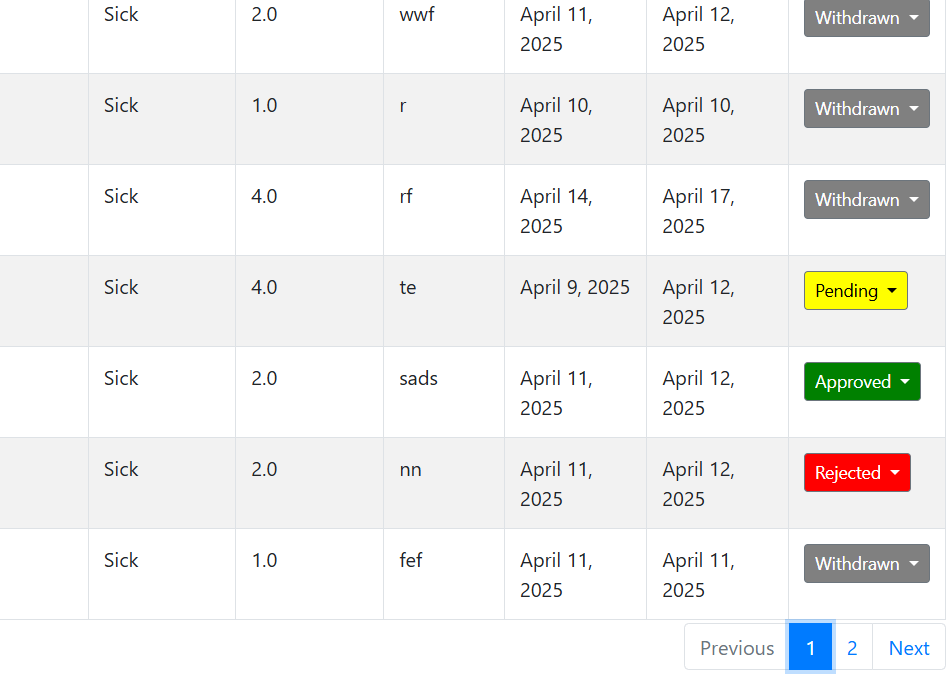 Sick 2.0 wwf April 11, April 12, Withdrawn
2025 2025
Sick 1.0 r April 10, April 10, Withdrawn
2025 2025
Sick 4.0 rf April 14, April 17, Withdrawn
2025 2025
Sick 4.0 te April 9, 2025 April 12, Pending
2025
Sick 2.0 sads April 11, April 12, Approved
2025 2025
Sick 2.0 nn April 11, April 12, Rejected
2025 2025
Sick 1.0 fef April 11, April 11, Withdrawn
2025 2025
Previous 1 2 Next